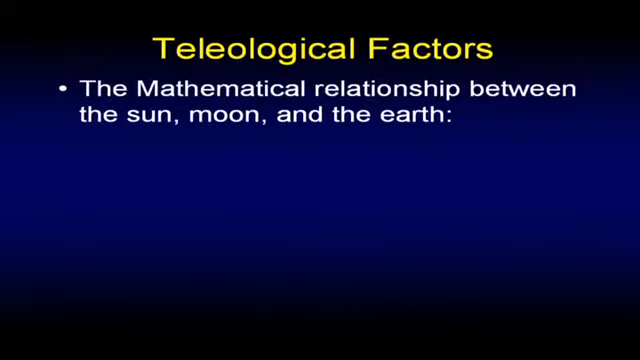 Teleological Factors
• The Mathematical relationship between
the sun, moon, and the earth: